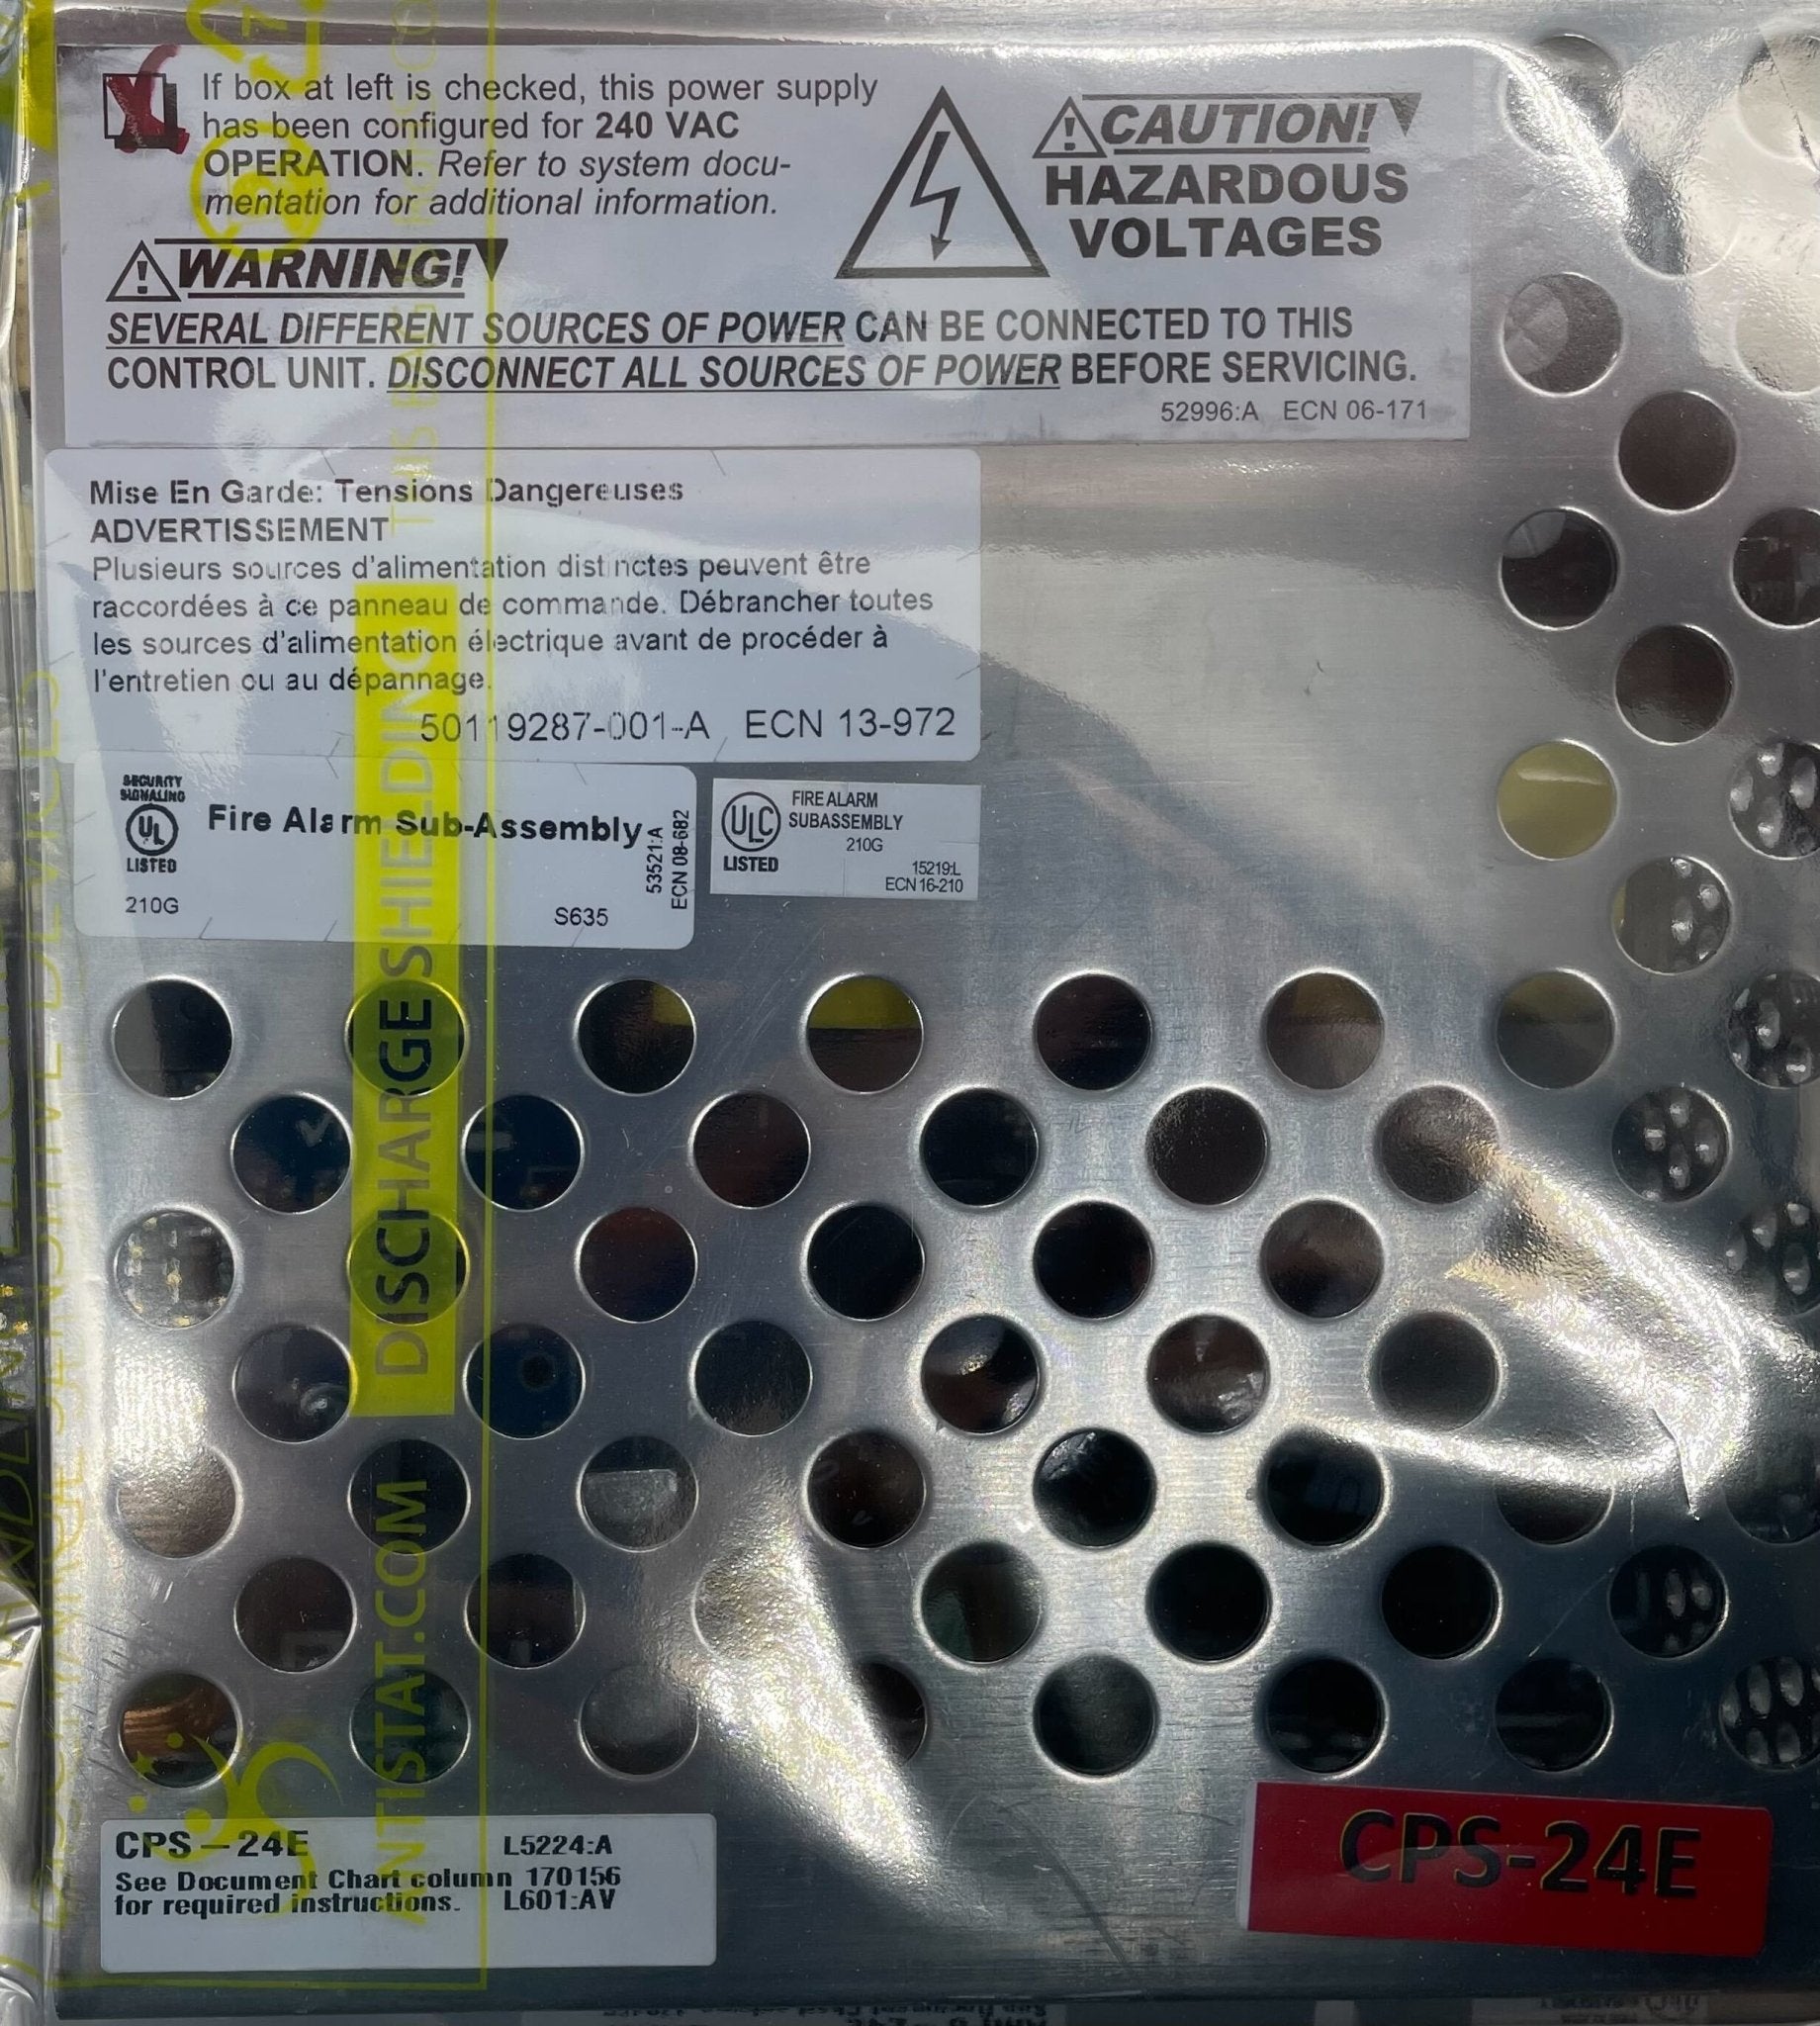 If box at left is checked, this power supply
has been configured for 240 VAC
OPERATION. Refer to system docu-
mentation for additional information.
CAUTION!
HAZARDOUS
VOLTAGES
WARNING!
SEVERAL DIFFERENT SOURCES OF POWER CAN BE CONNECTED TO THIS
CONTROL UNIT. DISCONNECT ALL SOURCES OF POWER BEFORE SERVICING.
52996:A ECN 06-171
Mise En Garde: Tensions Dangereuses
ADVERTISSEMENT
Plusieurs sources d'alimentation distinctes peuvent être
raccordées à ce panneau de commande. Débrancher toutes
les sources d'alimentation électrique avant de procéder à
l'entretien ou au dépannage.
50119287-001-A ECN 13-972
SECURITY
SIGNALING
UL
LISTED
210G
Fire Alarm Sub-Assembly
S635
53521:A
ECN 08-682
ULC
LISTED
FIRE ALARM
SUBASSEMBLY
210G
15219:L
ECN 16-210
DISCHARGE SHIELDING
ANTISTAT.COM
CPS-24E L5224:A
See Document Chart column 170156
for required instructions. L601:AV
CPS-24E